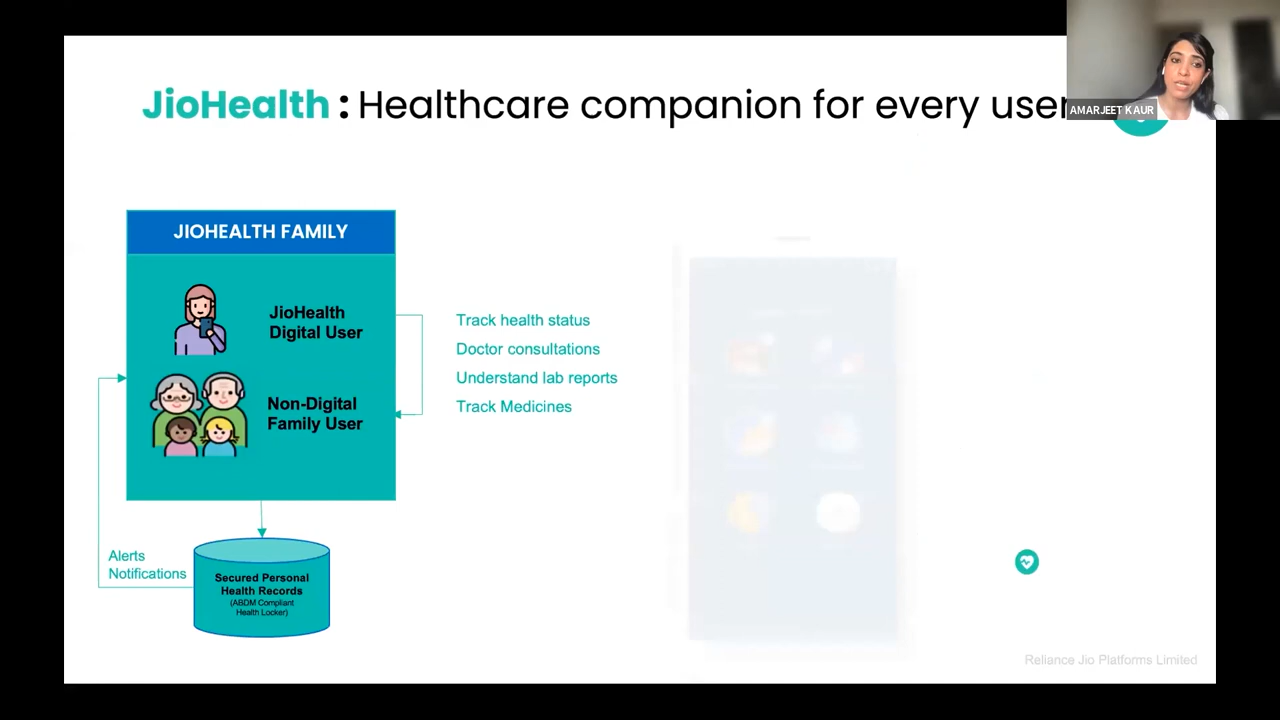 JioHealth : Healthcare companion for every user
AMARJEET KAUR
JIOHEALTH FAMILY
JioHealth
Digital User
Non-Digital
Family User
Track health status
Doctor consultations
Understand lab reports
Track Medicines
Alerts
Notifications
Secured Personal
Health Records
(ABDM Compliant
Health Locker)
Reliance Jio Platforms Limited